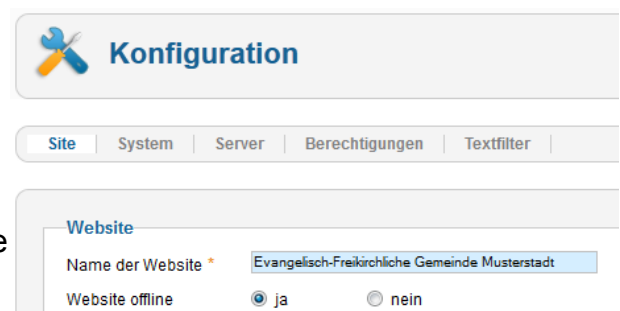 Konfiguration
Site System Server Berechtigungen Textfilter
Website
e
Name der Website * Evangelisch-Freikirchliche Gemeinde Musterstadt
Website offline ja nein